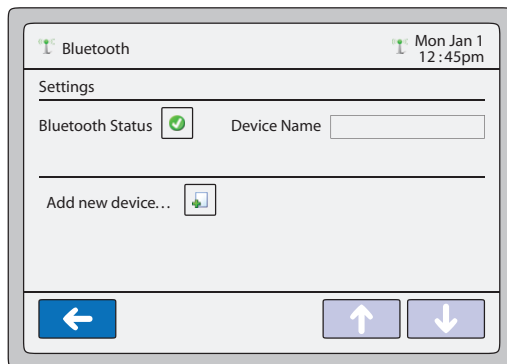 Bluetooth
Mon Jan 1
12:45pm
Settings
Bluetooth Status
Device Name
Add new device...